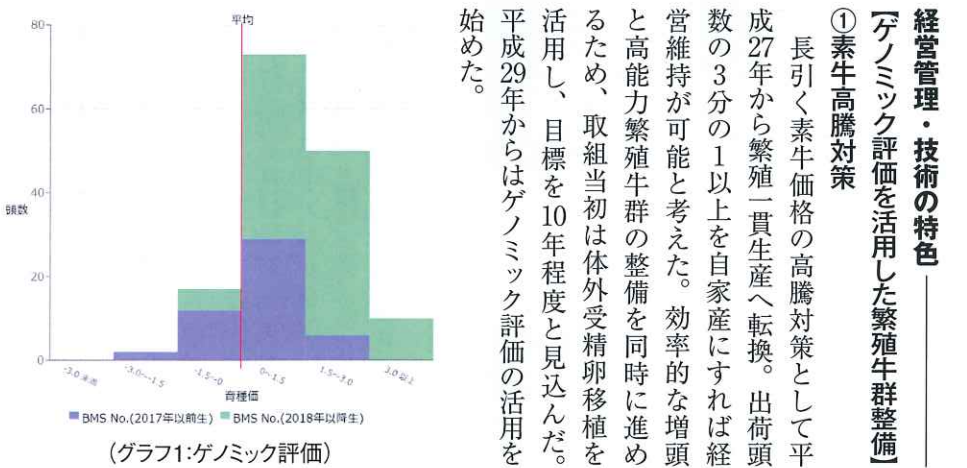 経営管理・技術の特色
【ゲノミック評価を活用した繁殖牛群整備】
①素牛高騰対策
長引く素牛価格の高騰対策として平
成27年から繁殖一貫生産へ転換。出荷頭
数の3分の1以上を自家産にすれば経
営維持が可能と考えた。効率的な増頭
と高能力繁殖牛群の整備を同時に進め
るため、取組当初は体外受精卵移植を
活用し、目標を10年程度と見込んだ。
平成29年からはゲノミック評価の活用を
始めた。
平均
80
60
40
20
0
頭数
-3.0未満
-3.0~-1.5
-1.5~0
0~1.5
1.5~3.0
3.0以上
育種価
BMS No.(2017年以前生)
BMS No.(2018年以降生)
(グラフ1:ゲノミック評価)